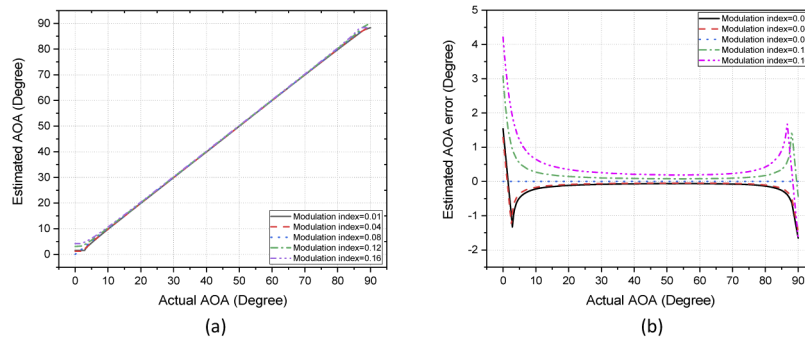 90
80
70
60
50
40
30
20
10
0
Estimated AOA (Degree)
Modulation index=0.01
Modulation index=0.04
Modulation index=0.08
Modulation index=0.12
Modulation index=0.16
0 10 20 30 40 50 60 70 80 90
Actual AOA (Degree)
(a)
5
4
3
2
1
0
-1
-2
Estimated AOA error (Degree)
Modulation index=0.0
Modulation index=0.0
Modulation index=0.0
Modulation index=0.1
Modulation index=0.1
0 10 20 30 40 50 60 70 80 90
Actual AOA (Degree)
(b)